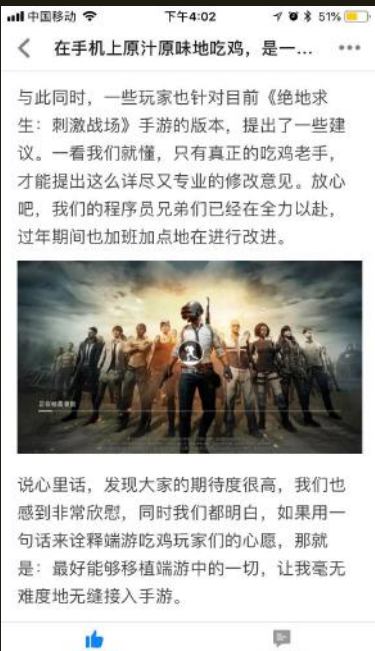 中国移动
下午4:02
51%
在手机上原汁原味地吃鸡，是一...
与此同时，一些玩家也针对目前《绝地求
生：刺激战场》手游的版本，提出了一些建
议。一看我们就懂，只有真正的吃鸡老手，
才能提出这么详尽又专业的修改意见。放心
吧，我们的程序员兄弟们已经在全力以赴，
过年期间也加班加点地在进行改进。
说心里话，发现大家的期待度很高，我们也
感到非常欣慰，同时我们都明白，如果用一
句话来诠释端游吃鸡玩家们的心愿，那就
是：最好能够移植端游中的一切，让我毫无
难度地无缝接入手游。